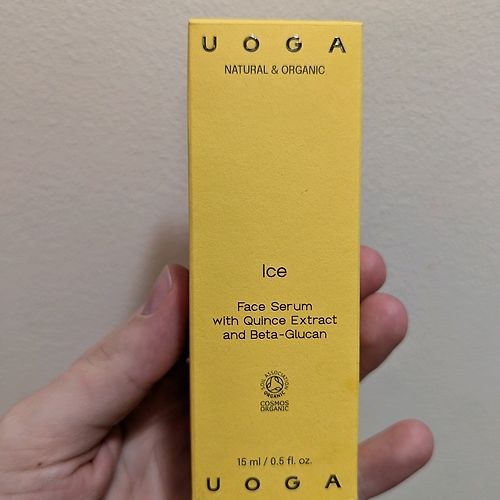 UOGA
NATURAL & ORGANIC
Ice
Face Serum
with Quince Extract
and Beta-Glucan
SOIL ASSOCIATION
ORGANIC
COSMOS
ORGANIC
15 ml / 0.5 fl. oz.
UOGA